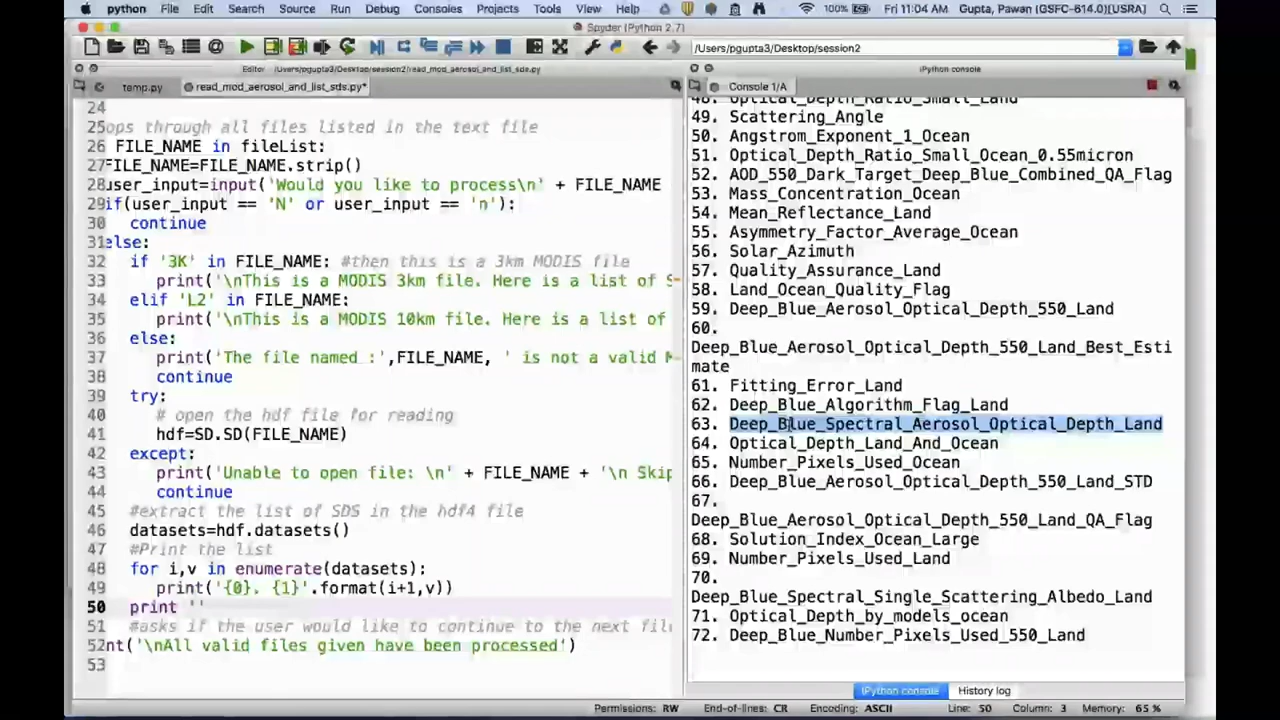 python File Edit Search Source Run Debug Consoles Projects Tools View Help 100% Fri 11:04 AM Gupta, Pawan (GSFC-614.0)[USRA]
Spyder (Python 2.7)
/Users/pgupta3/Desktop/session2
Editor - /Users/pgupta3/Desktop/session2/read_mod_aerosol_and_list_sds.py
IPython console
temp.py read_mod_aerosol_and_list_sds.py*
Console 1/A
24
25ops through all files listed in the text file
26 FILE_NAME in fileList:
27FILE_NAME=FILE_NAME.strip()
28user_input=input('Would you like to process\n' + FILE_NAME
29if(user_input == 'N' or user_input == 'n'):
30 continue
31else:
32 if '3K' in FILE_NAME: #then this is a 3km MODIS file
33 print('\nThis is a MODIS 3km file. Here is a list of S
34 elif 'L2' in FILE_NAME:
35 print('\nThis is a MODIS 10km file. Here is a list of
36 else:
37 print('The file named :',FILE_NAME, ' is not a valid M
38 continue
39 try:
40 # open the hdf file for reading
41 hdf=SD.SD(FILE_NAME)
42 except:
43 print('Unable to open file: \n' + FILE_NAME + '\n Skip
44 continue
45 #extract the list of SDS in the hdf4 file
46 datasets=hdf.datasets()
47 #Print the list
48 for i,v in enumerate(datasets):
49 print('{0}. {1}'.format(i+1,v))
50 print ''
51 #asks if the user would like to continue to the next file
52nt('\nAll valid files given have been processed')
53
48. Optical_Depth_Ratio_Small_Land
49. Scattering_Angle
50. Angstrom_Exponent_1_Ocean
51. Optical_Depth_Ratio_Small_Ocean_0.55micron
52. AOD_550_Dark_Target_Deep_Blue_Combined_QA_Flag
53. Mass_Concentration_Ocean
54. Mean_Reflectance_Land
55. Asymmetry_Factor_Average_Ocean
56. Solar_Azimuth
57. Quality_Assurance_Land
58. Land_Ocean_Quality_Flag
59. Deep_Blue_Aerosol_Optical_Depth_550_Land
60.
Deep_Blue_Aerosol_Optical_Depth_550_Land_Best_Esti
mate
61. Fitting_Error_Land
62. Deep_Blue_Algorithm_Flag_Land
63. Deep_Blue_Spectral_Aerosol_Optical_Depth_Land
64. Optical_Depth_Land_And_Ocean
65. Number_Pixels_Used_Ocean
66. Deep_Blue_Aerosol_Optical_Depth_550_Land_STD
67.
Deep_Blue_Aerosol_Optical_Depth_550_Land_QA_Flag
68. Solution_Index_Ocean_Large
69. Number_Pixels_Used_Land
70.
Deep_Blue_Spectral_Single_Scattering_Albedo_Land
71. Optical_Depth_by_models_ocean
72. Deep_Blue_Number_Pixels_Used_550_Land
IPython console History log
Permissions: RW End-of-lines: CR Encoding: ASCII Line: 50 Column: 3 Memory: 65 %